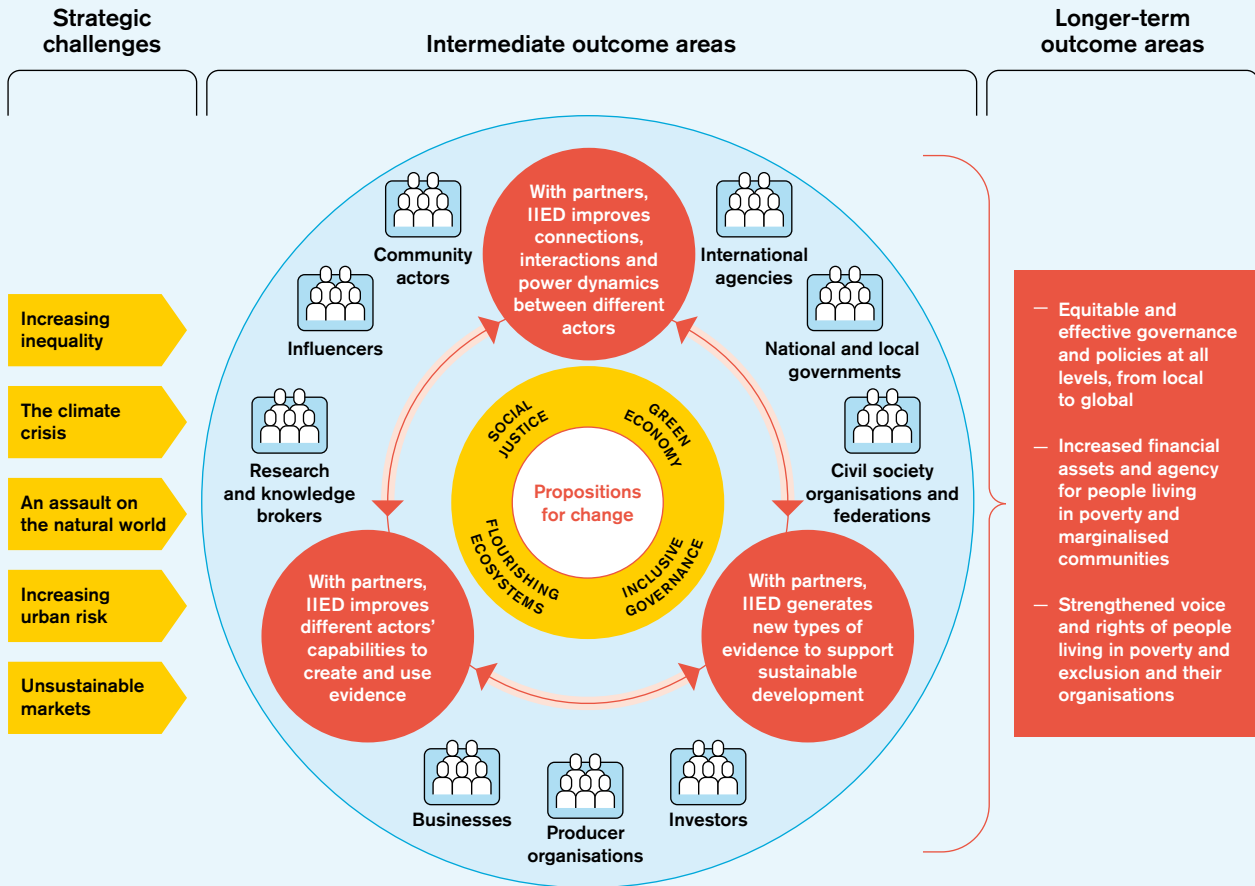 Strategic
challenges
Intermediate outcome areas
Longer-term
outcome areas
Increasing
inequality
The climate
crisis
An assault on
the natural world
Increasing
urban risk
Unsustainable
markets
Community
actors
Influencers
Research
and knowledge
brokers
With partners,
IIED improves
connections,
interactions and
power dynamics
between different
actors
International
agencies
National and local
governments
Civil society
organisations and
federations
SOCIAL
JUSTICE
GREEN
ECONOMY
Propositions
for change
FLOURISHING
ECOSYSTEMS
INCLUSIVE
GOVERNANCE
With partners,
IIED improves
different actors’
capabilities to
create and use
evidence
With partners,
IIED generates
new types of
evidence to support
sustainable
development
Businesses
Producer
organisations
Investors
— Equitable and
effective governance
and policies at all
levels, from local
to global
— Increased financial
assets and agency
for people living
in poverty and
marginalised
communities
— Strengthened voice
and rights of people
living in poverty and
exclusion and their
organisations